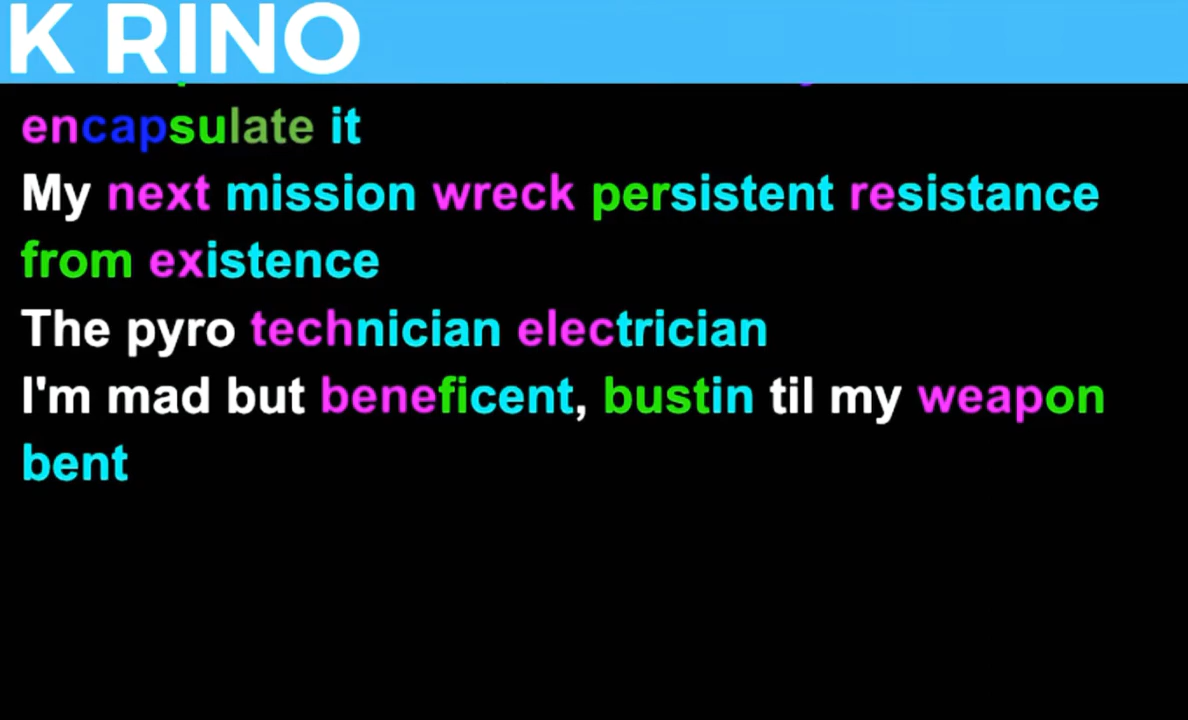 K RINO
encapsulate it
My next mission wreck persistent resistance
from existence
The pyro technician electrician
I'm mad but beneficent, bustin til my weapon
bent